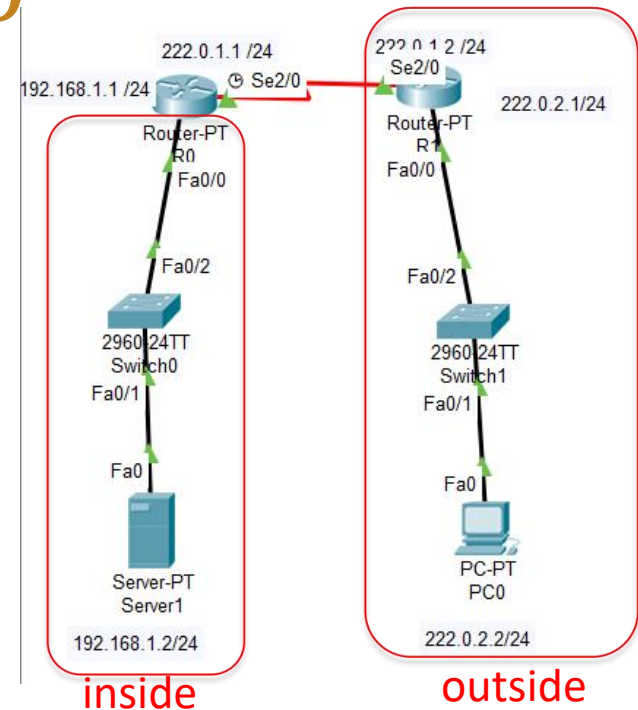 222.0.1.1 /24
222.0.1.2 /24
192.168.1.1 /24
Se2/0
Se2/0
222.0.2.1/24
Router-PT
R0
Router-PT
R1
Fa0/0
Fa0/0
Fa0/2
Fa0/2
2960-24TT
Switch0
2960-24TT
Switch1
Fa0/1
Fa0/1
Fa0
Fa0
Server-PT
Server1
PC-PT
PC0
192.168.1.2/24
222.0.2.2/24
inside
outside